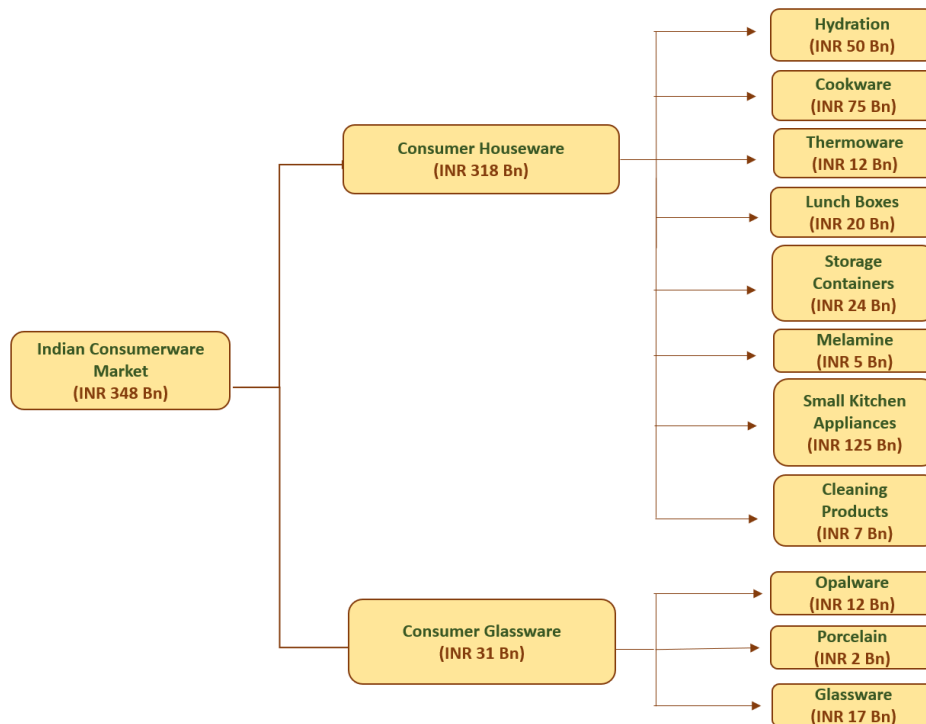 Indian Consumerware
Market
(INR 348 Bn)
Consumer Houseware
(INR 318 Bn)
Hydration
(INR 50 Bn)
Cookware
(INR 75 Bn)
Thermoware
(INR 12 Bn)
Lunch Boxes
(INR 20 Bn)
Storage
Containers
(INR 24 Bn)
Melamine
(INR 5 Bn)
Small Kitchen
Appliances
(INR 125 Bn)
Cleaning
Products
(INR 7 Bn)
Consumer Glassware
(INR 31 Bn)
Opalware
(INR 12 Bn)
Porcelain
(INR 2 Bn)
Glassware
(INR 17 Bn)